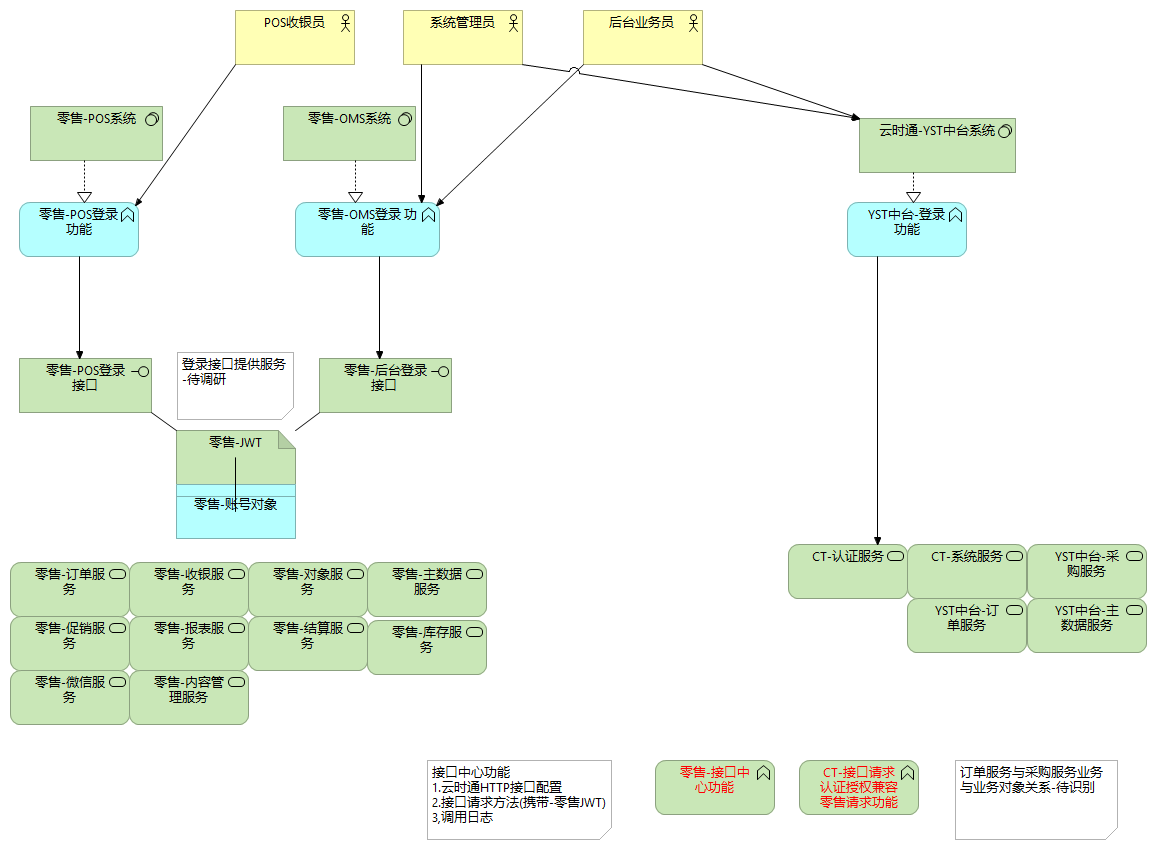 POS收银员
系统管理员
后台业务员
零售-POS系统
零售-OMS系统
云时通-YST中台系统
零售-POS登录
功能
零售-OMS登录 功
能
YST中台-登录
功能
零售-POS登录
接口
登录接口提供服务
-待调研
零售-后台登录
接口
零售-JWT
零售-账号对象
CT-认证服务
CT-系统服务
YST中台-采
购服务
YST中台-订
单服务
YST中台-主
数据服务
零售-订单服
务
零售-收银服
务
零售-对象服
务
零售-主数据
服务
零售-促销服
务
零售-报表服
务
零售-结算服
务
零售-库存服
务
零售-微信服
务
零售-内容管
理服务
接口中心功能
1.云时通HTTP接口配置
2.接口请求方法(携带-零售JWT)
3,调用日志
零售-接口中
心功能
CT-接口请求
认证授权兼容
零售请求功能
订单服务与采购服务业务
与业务对象关系-待识别